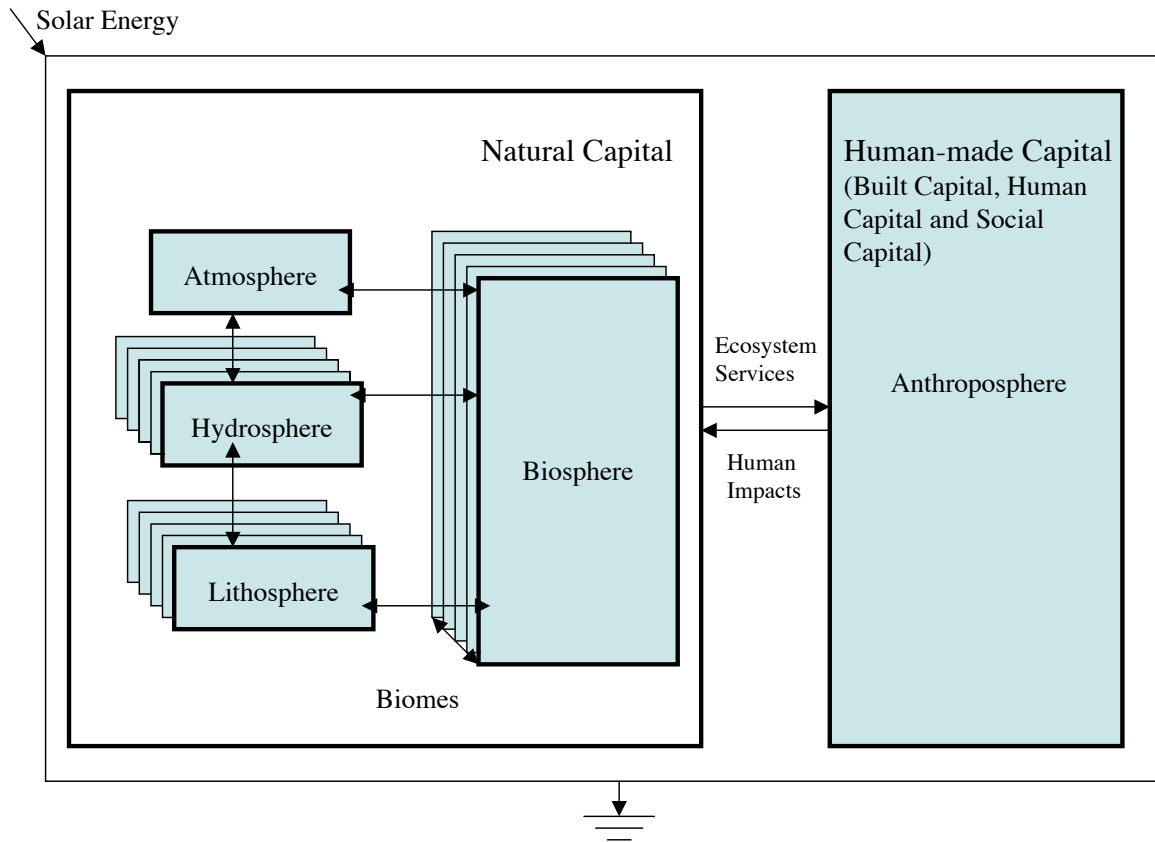 Solar Energy
Natural Capital
Human-made Capital
(Built Capital, Human
Capital and Social
Capital)
Atmosphere
Hydrosphere
Lithosphere
Biosphere
Biomes
Ecosystem
Services
Human
Impacts
Anthroposphere